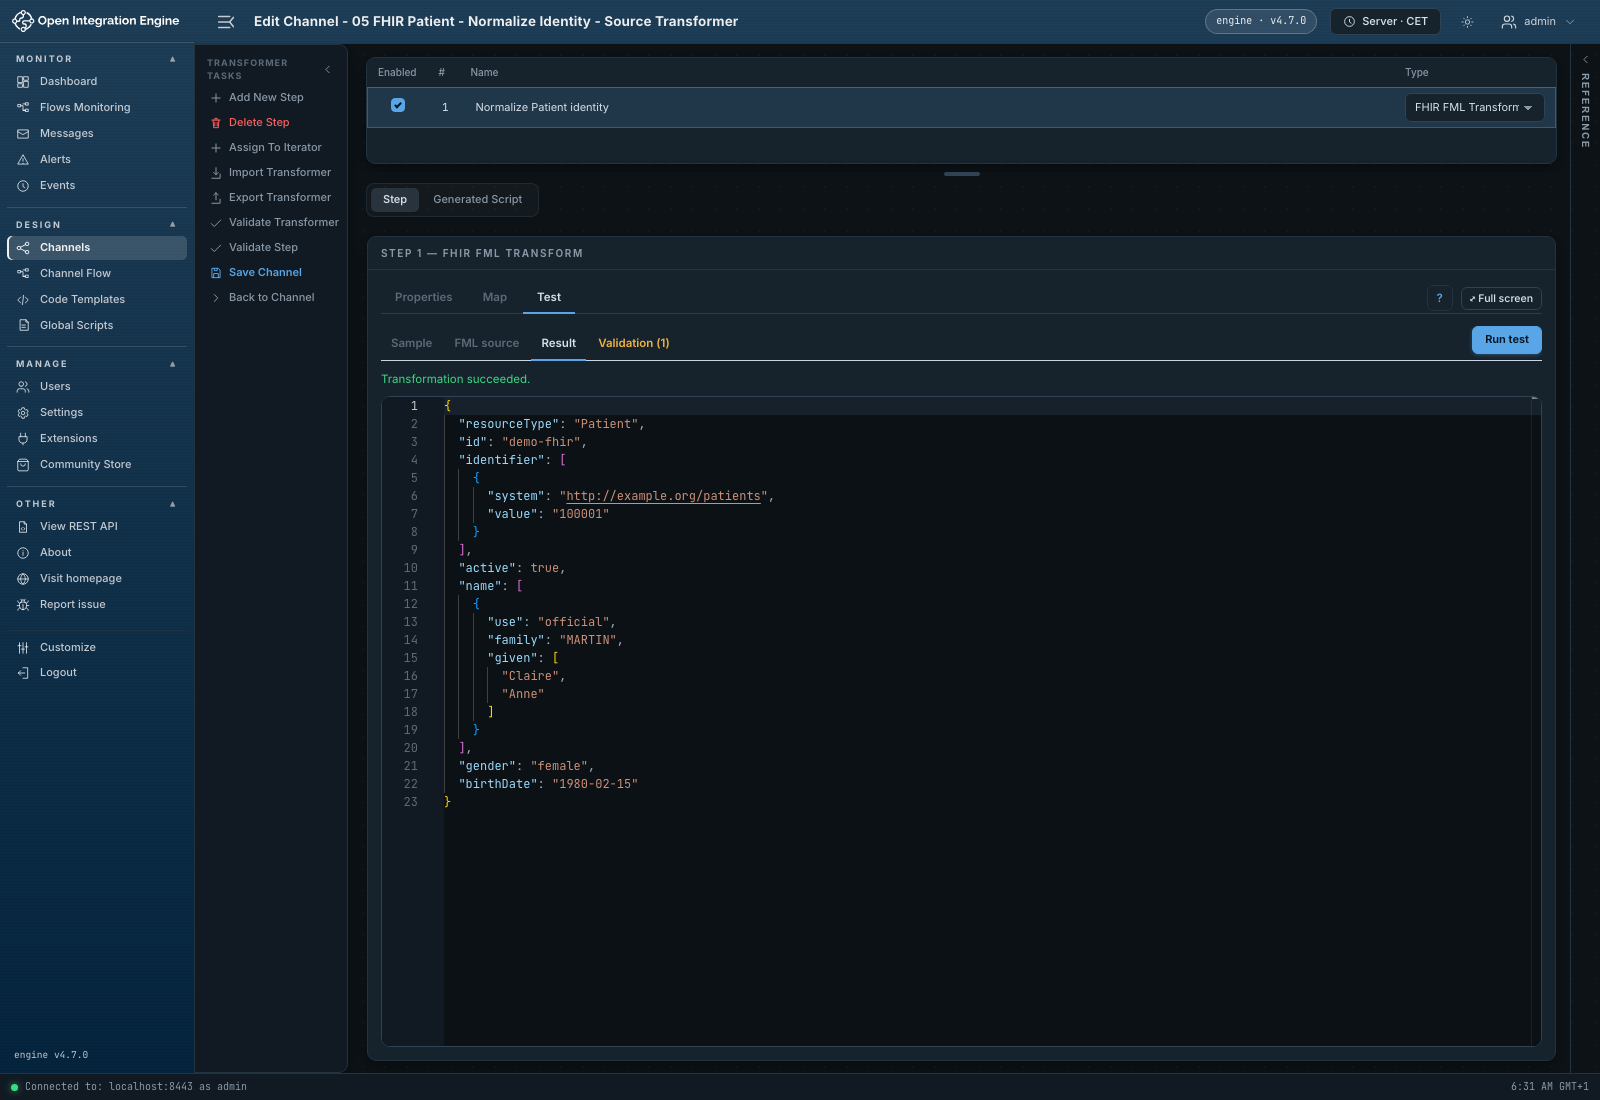 Open Integration Engine
Edit Channel - 05 FHIR Patient - Normalize Identity - Source Transformer
engine · v4.7.0
Server · CET
admin
MONITOR
Dashboard
Flows Monitoring
Messages
Alerts
Events
DESIGN
Channels
Channel Flow
Code Templates
Global Scripts
MANAGE
Users
Settings
Extensions
Community Store
OTHER
View REST API
About
Visit homepage
Report issue
Customize
Logout
engine v4.7.0
TRANSFORMER
TASKS
Add New Step
Delete Step
Assign To Iterator
Import Transformer
Export Transformer
Validate Transformer
Validate Step
Save Channel
Back to Channel
Enabled # Name Type
1 Normalize Patient identity FHIR FML Transform
Step Generated Script
STEP 1 — FHIR FML TRANSFORM
Properties Map Test ? Full screen
Sample FML source Result Validation (1) Run test
Transformation succeeded.
1 {
2 "resourceType": "Patient",
3 "id": "demo-fhir",
4 "identifier": [
5 {
6 "system": "http://example.org/patients",
7 "value": "100001"
8 }
9 ],
10 "active": true,
11 "name": [
12 {
13 "use": "official",
14 "family": "MARTIN",
15 "given": [
16 "Claire",
17 "Anne"
18 ]
19 }
20 ],
21 "gender": "female",
22 "birthDate": "1980-02-15"
23 }
REFERENCE
Connected to: localhost:8443 as admin
6:31 AM GMT+1